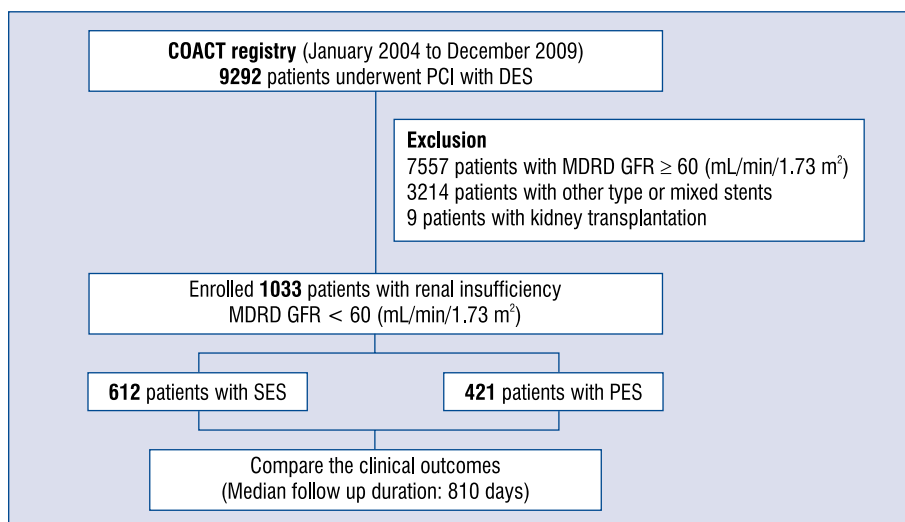 COACT registry (January 2004 to December 2009)
9292 patients underwent PCI with DES
Exclusion
7557 patients with MDRD GFR ≥ 60 (mL/min/1.73 m²)
3214 patients with other type or mixed stents
9 patients with kidney transplantation
Enrolled 1033 patients with renal insufficiency
MDRD GFR < 60 (mL/min/1.73 m²)
612 patients with SES
421 patients with PES
Compare the clinical outcomes
(Median follow up duration: 810 days)